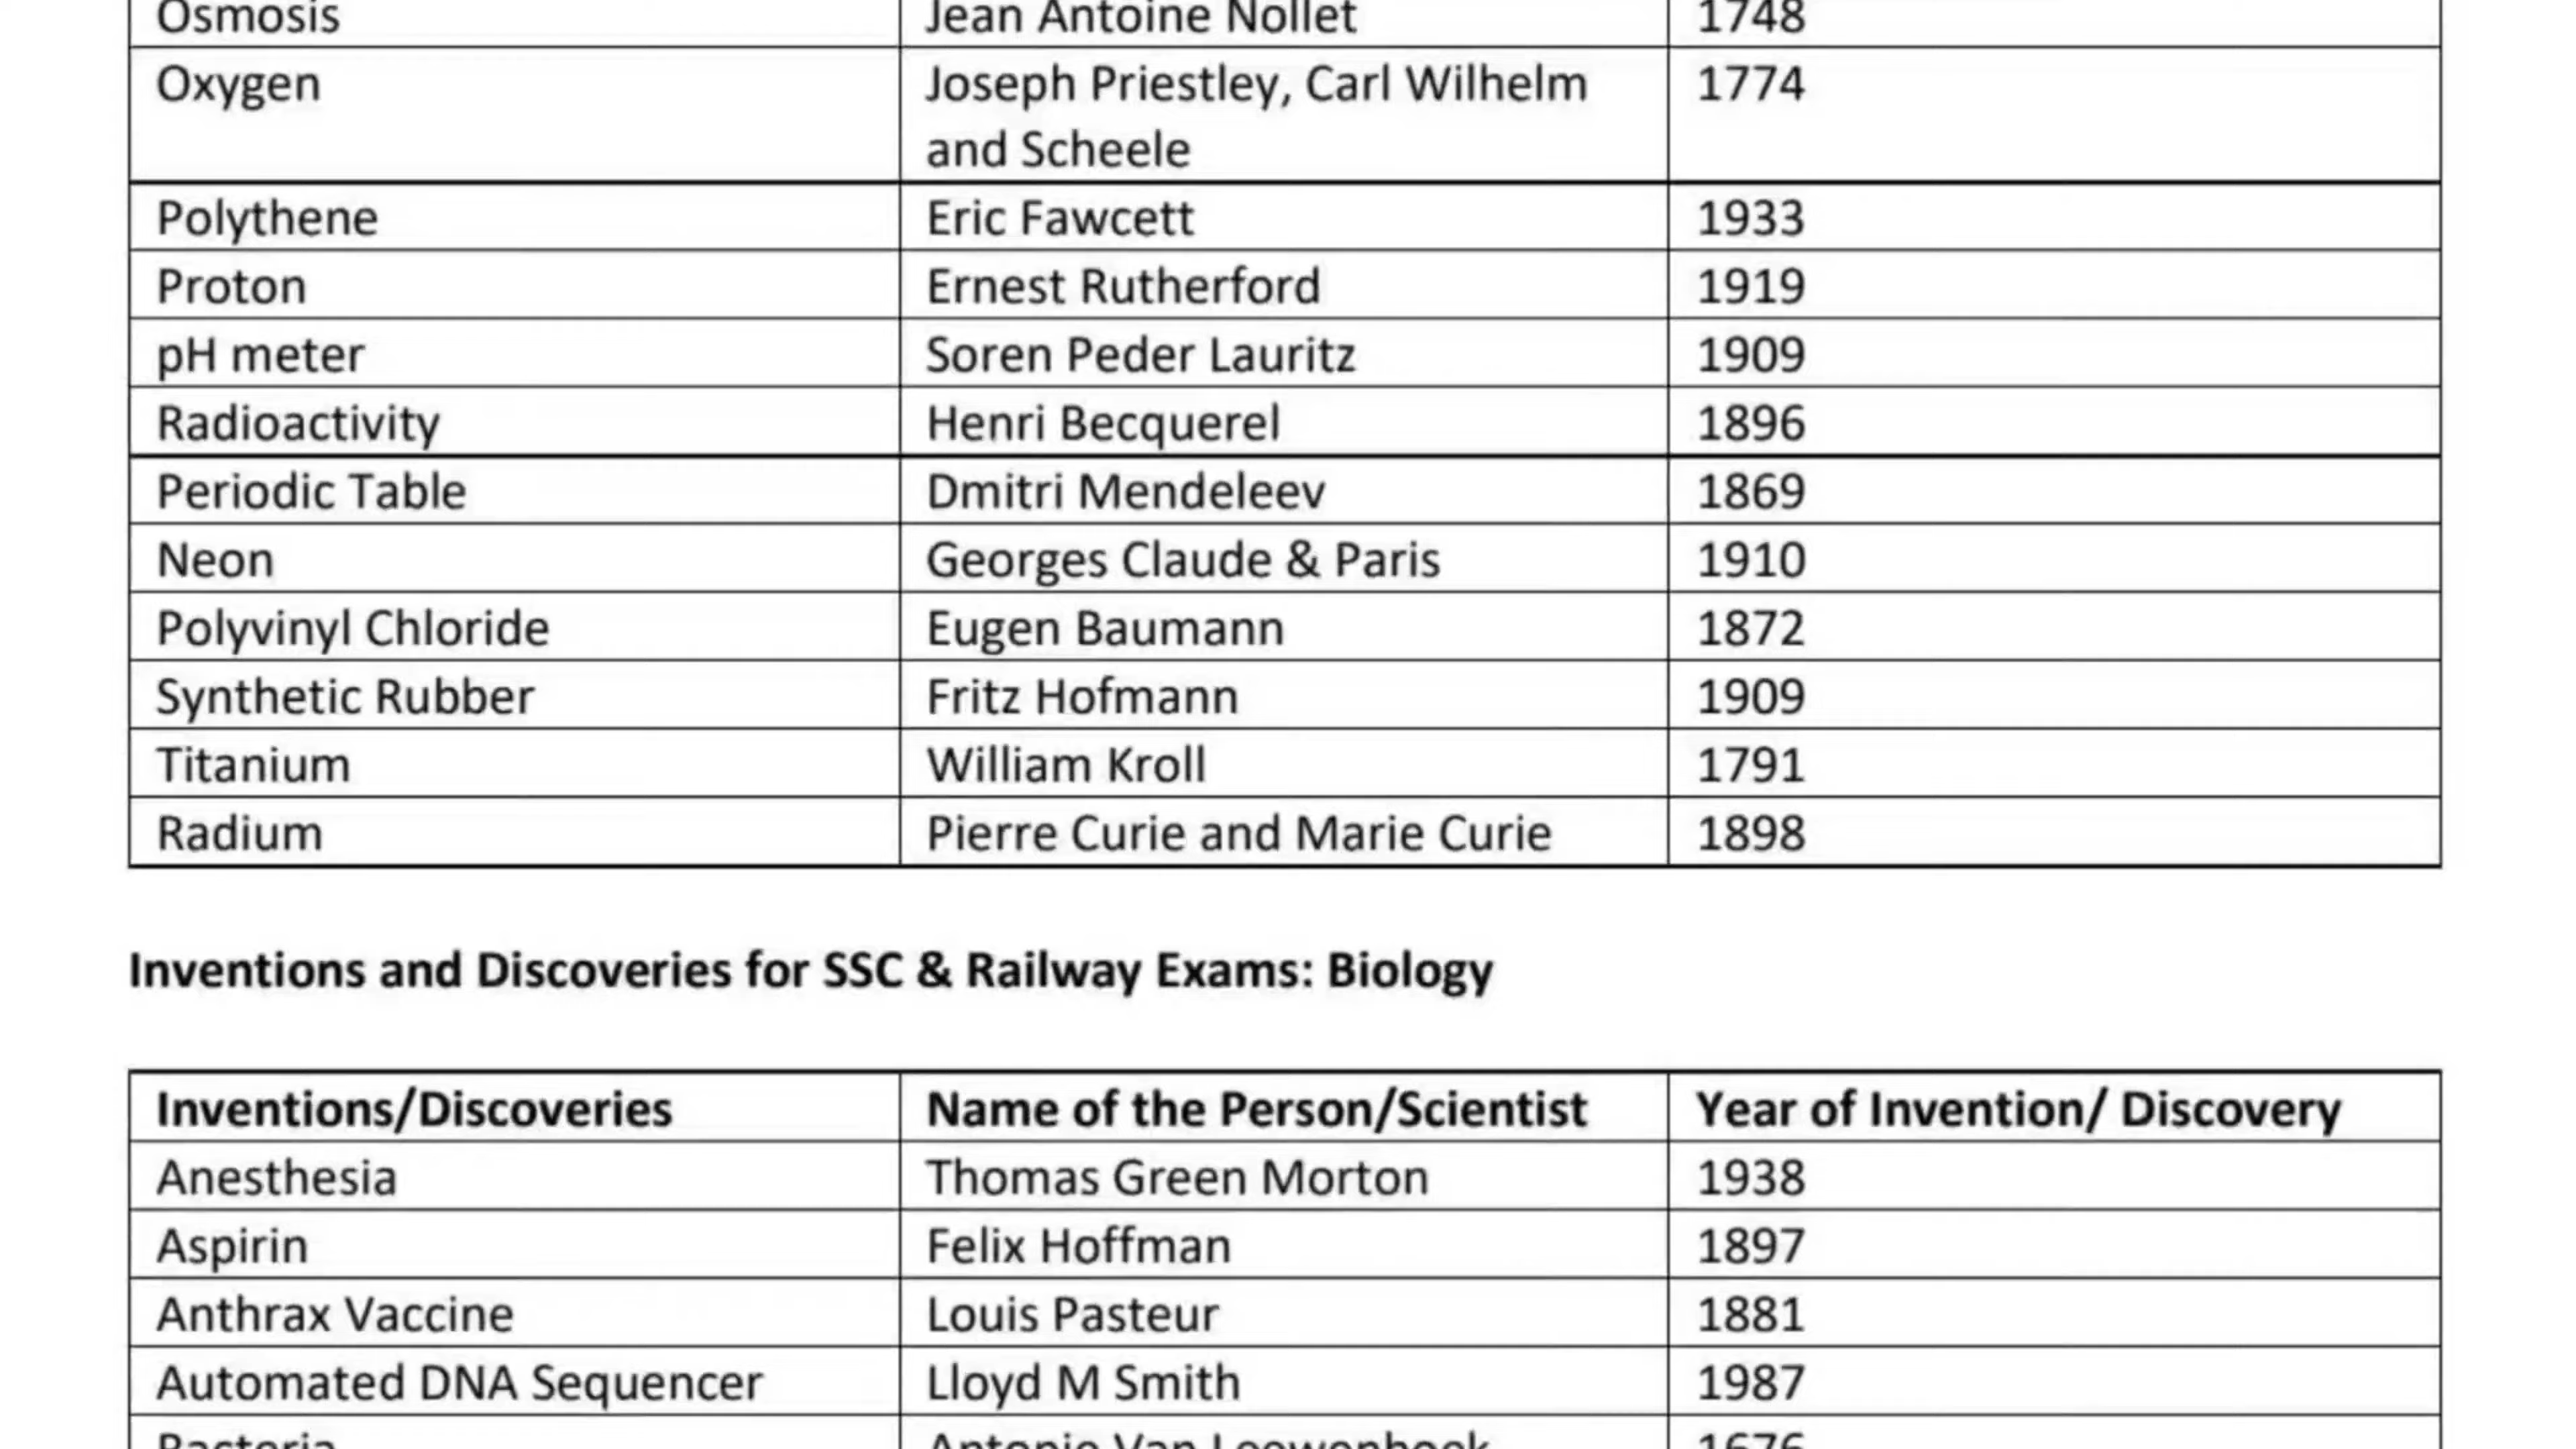 Osmosis Jean Antoine Nollet 1748
Oxygen Joseph Priestley, Carl Wilhelm 1774
and Scheele
Polythene Eric Fawcett 1933
Proton Ernest Rutherford 1919
pH meter Soren Peder Lauritz 1909
Radioactivity Henri Becquerel 1896
Periodic Table Dmitri Mendeleev 1869
Neon Georges Claude & Paris 1910
Polyvinyl Chloride Eugen Baumann 1872
Synthetic Rubber Fritz Hofmann 1909
Titanium William Kroll 1791
Radium Pierre Curie and Marie Curie 1898
Inventions and Discoveries for SSC & Railway Exams: Biology
Inventions/Discoveries Name of the Person/Scientist Year of Invention/ Discovery
Anesthesia Thomas Green Morton 1938
Aspirin Felix Hoffman 1897
Anthrax Vaccine Louis Pasteur 1881
Automated DNA Sequencer Lloyd M Smith 1987
Bacteria Antonie Van Leewenhoek 1676